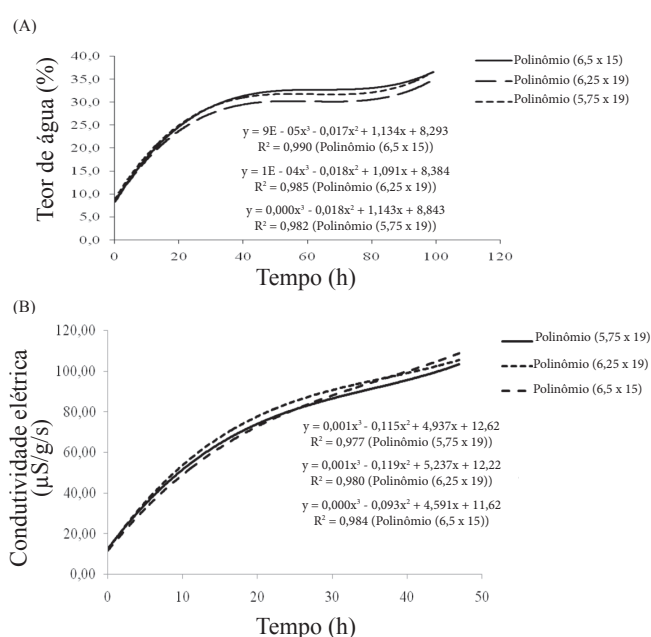 (A)
Teor de água (%)
40,0
35,0
30,0
25,0
20,0
15,0
10,0
5,0
0,0
0 20 40 60 80 100 120
Tempo (h)
Polinômio (6,5 x 15)
Polinômio (6,25 x 19)
Polinômio (5,75 x 19)
y = 9E - 05x³ - 0,017x² + 1,134x + 8,293
R² = 0,990 (Polinômio (6,5 x 15))
y = 1E - 04x³ - 0,018x² + 1,091x + 8,384
R² = 0,985 (Polinômio (6,25 x 19))
y = 0,000x³ - 0,018x² + 1,143x + 8,843
R² = 0,982 (Polinômio (5,75 x 19))
(B)
Condutividade elétrica
(µS/g/s)
120,00
100,00
80,00
60,00
40,00
20,00
0,00
0 10 20 30 40 50
Tempo (h)
Polinômio (5,75 x 19)
Polinômio (6,25 x 19)
Polinômio (6,5 x 15)
y = 0,001x³ - 0,115x² + 4,937x + 12,62
R² = 0,977 (Polinômio (5,75 x 19))
y = 0,001x³ - 0,119x² + 5,237x + 12,22
R² = 0,980 (Polinômio (6,25 x 19))
y = 0,000x³ - 0,093x² + 4,591x + 11,62
R² = 0,984 (Polinômio (6,5 x 15))